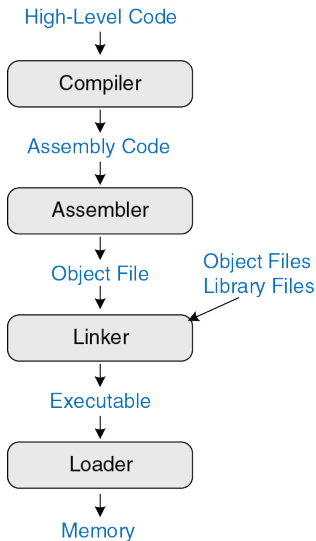 High-Level Code
Compiler
Assembly Code
Assembler
Object File
Object Files
Library Files
Linker
Executable
Loader
Memory